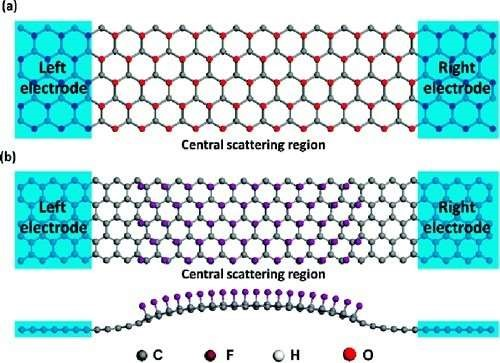 (a)
Left
electrode
Right
electrode
Central scattering region
(b)
Left
electrode
Right
electrode
Central scattering region
C F H O